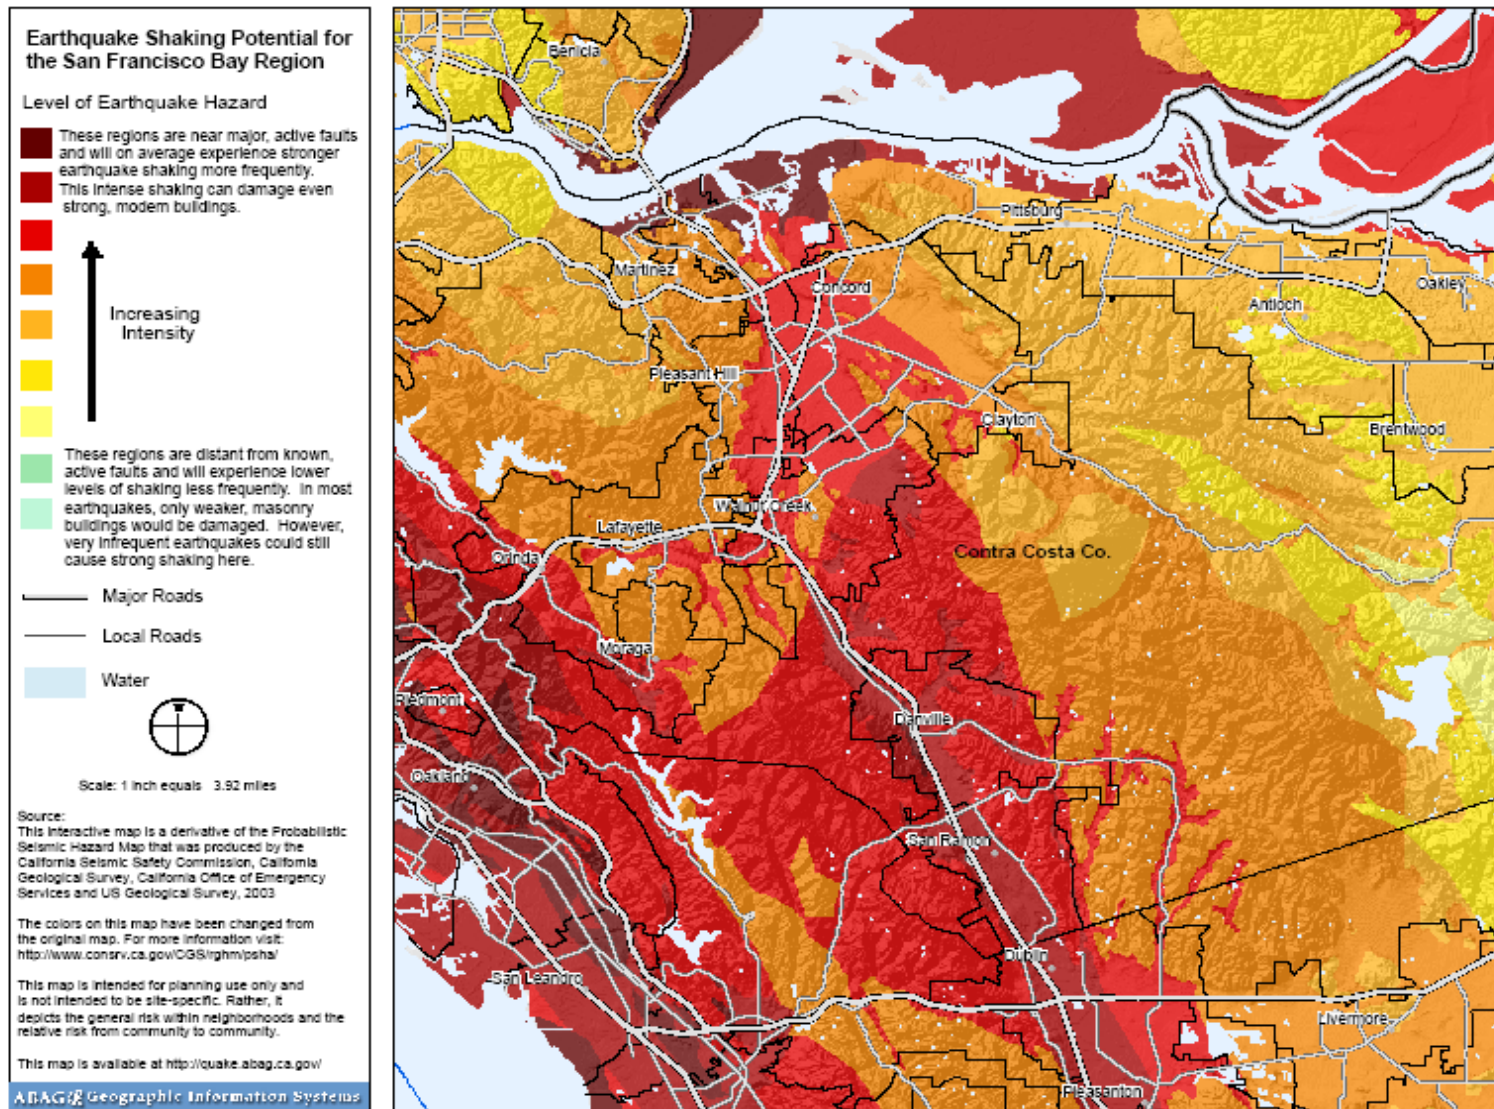 Earthquake Shaking Potential for
the San Francisco Bay Region
Level of Earthquake Hazard
These regions are near major, active faults
and will on average experience stronger
earthquake shaking more frequently.
This intense shaking can damage even
strong, modern buildings.
Increasing
Intensity
These regions are distant from known,
active faults and will experience lower
levels of shaking less frequently. In most
earthquakes, only weaker, masonry
buildings would be damaged. However,
very infrequent earthquakes could still
cause strong shaking here.
Major Roads
Local Roads
Water
Scale: 1 inch equals 3.92 miles
Source:
This interactive map is a derivative of the Probabilistic
Seismic Hazard Map that was produced by the
California Seismic Safety Commission, California
Geological Survey, California Office of Emergency
Services and US Geological Survey, 2003
The colors on this map have been changed from
the original map. For more information visit:
http://www.consrv.ca.gov/CGS/rghm/psha/
This map is intended for planning use only and
is not intended to be site-specific. Rather, it
depicts the general risk within neighborhoods and the
relative risk from community to community.
This map is available at http://quake.abag.ca.gov/
ABAG Geographic Information Systems
Benicia
Pittsburg
Martinez
Concord
Oakley
Antioch
Pleasant Hill
Clayton
Brentwood
Walnut Creek
Lafayette
Orinda
Contra Costa Co.
Moraga
Piedmont
Danville
Oakland
San Ramon
Dublin
San Leandro
Livermore
Pleasanton